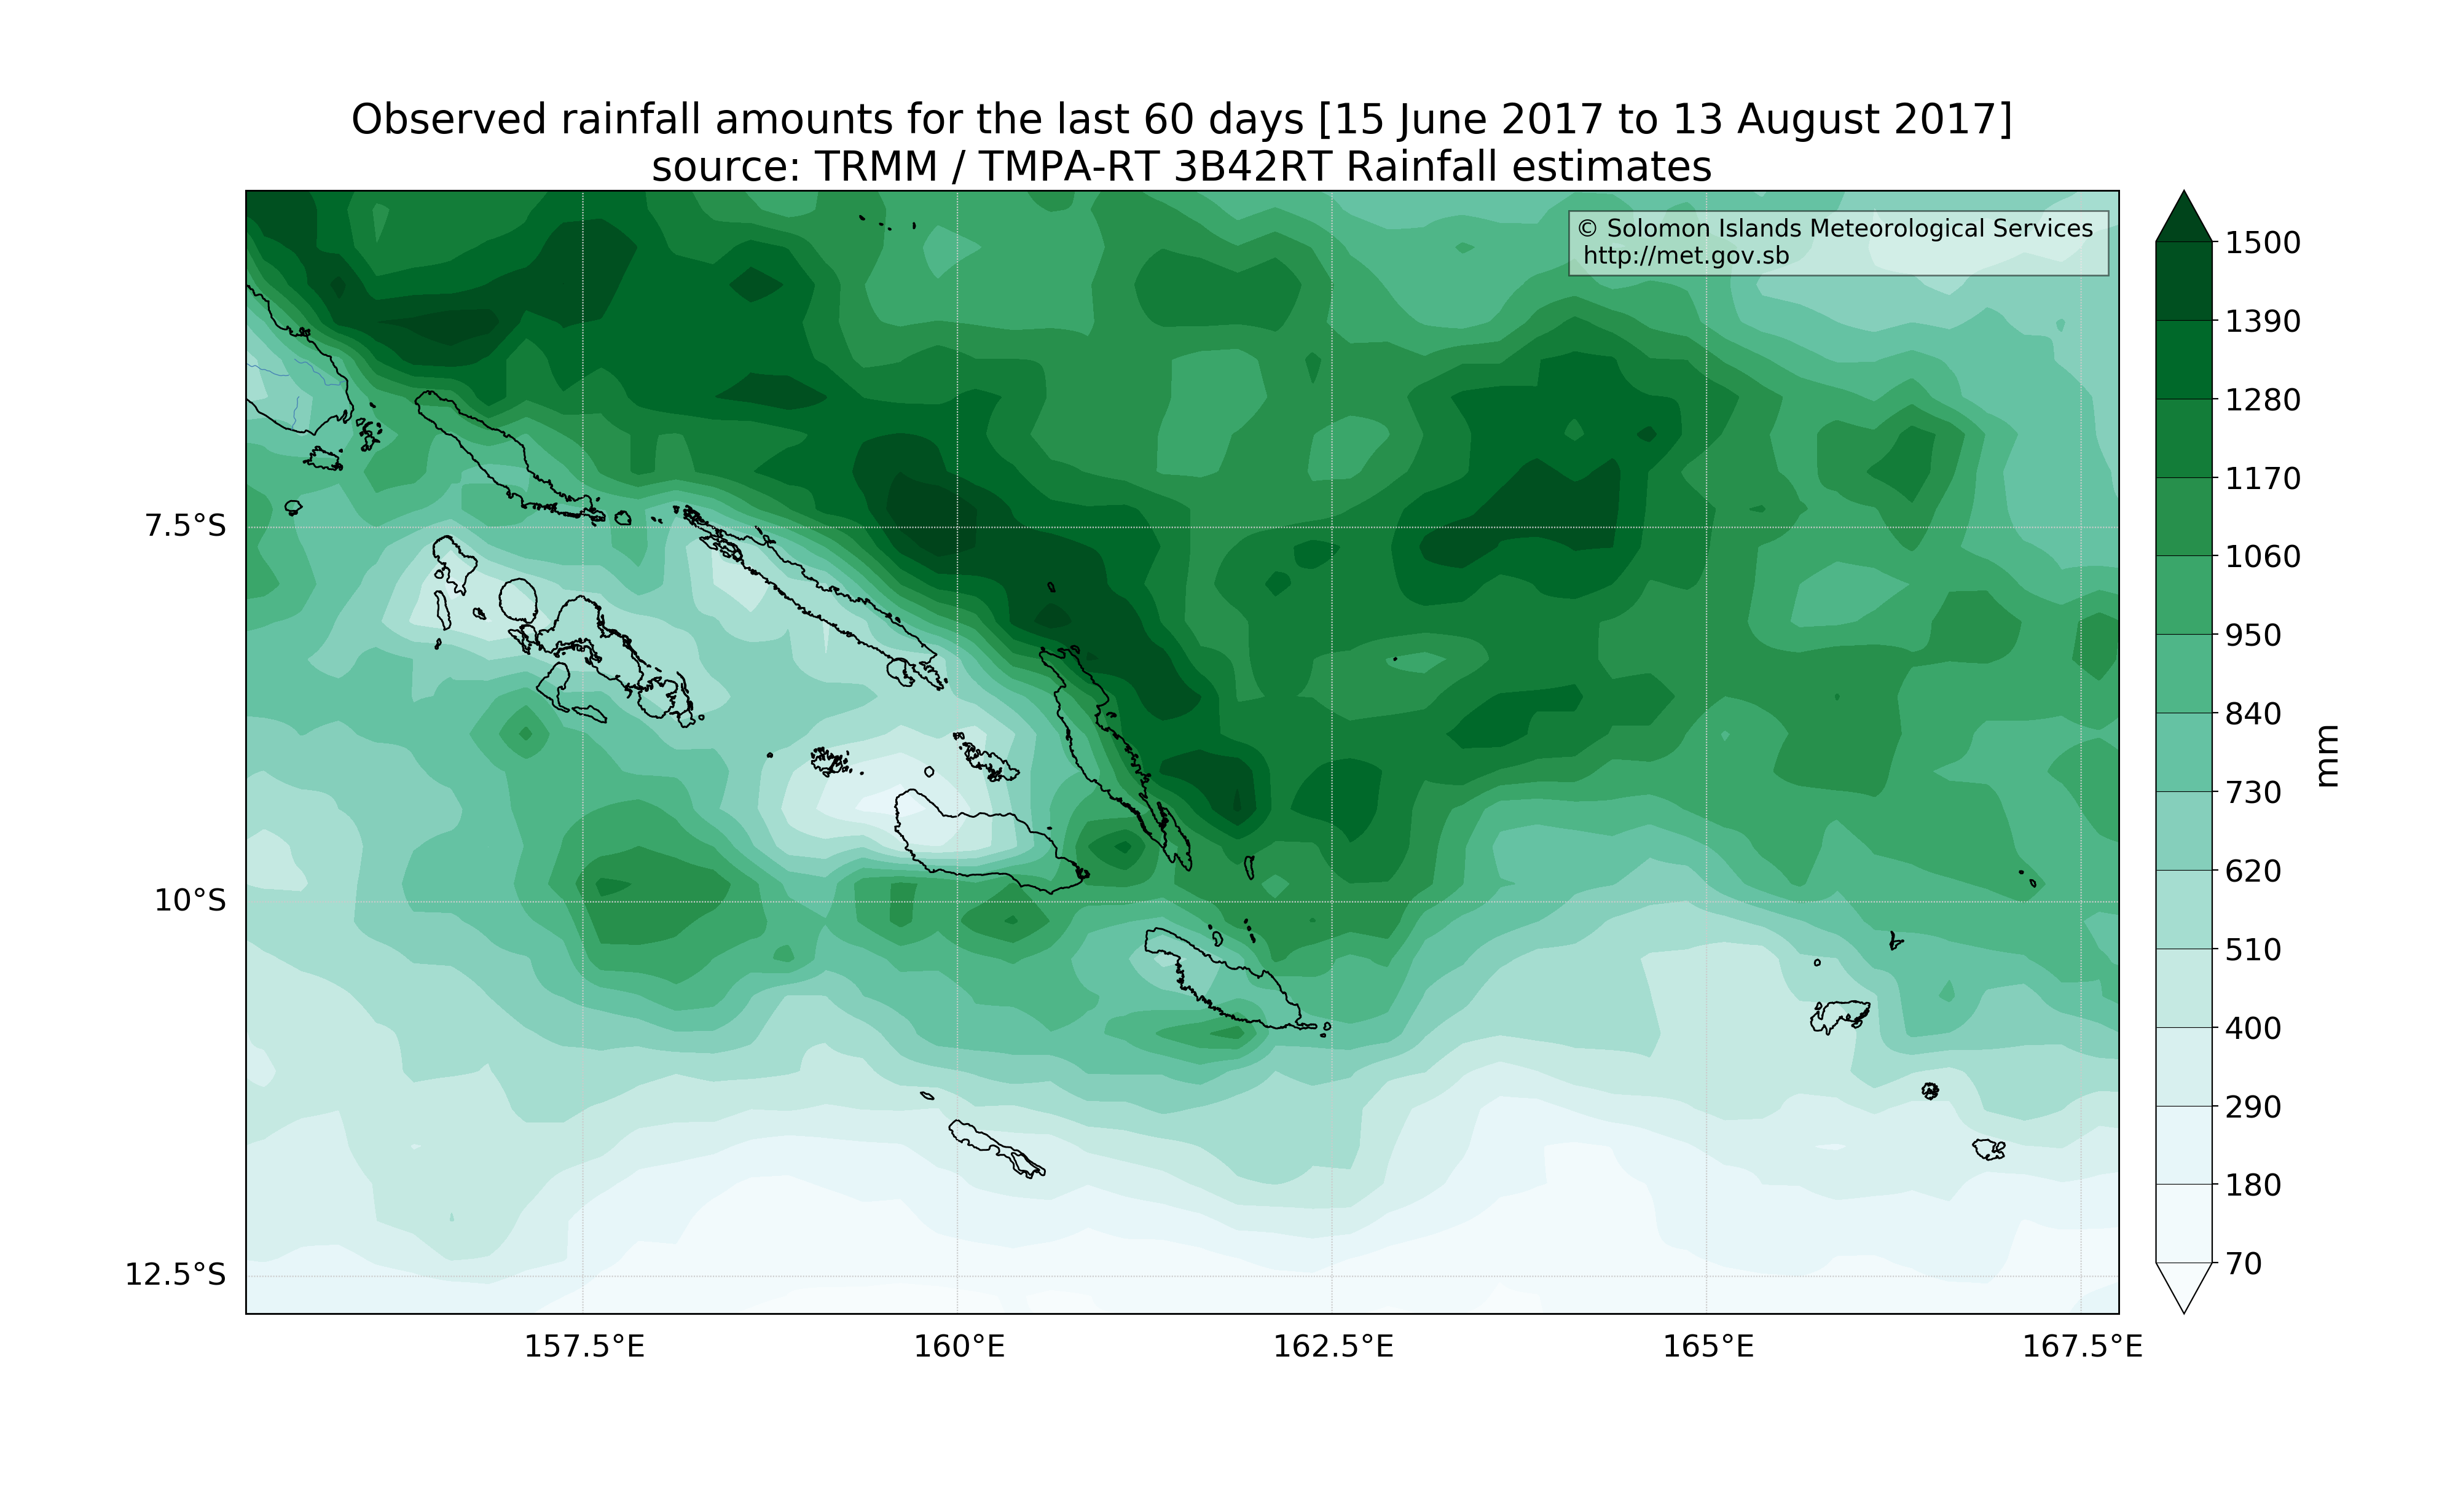 Observed rainfall amounts for the last 60 days [15 June 2017 to 13 August 2017]
source: TRMM / TMPA-RT 3B42RT Rainfall estimates
© Solomon Islands Meteorological Services
http://met.gov.sb
7.5°S
10°S
12.5°S
157.5°E
160°E
162.5°E
165°E
167.5°E
1500
1390
1280
1170
1060
950
840
730
620
510
400
290
180
70
mm